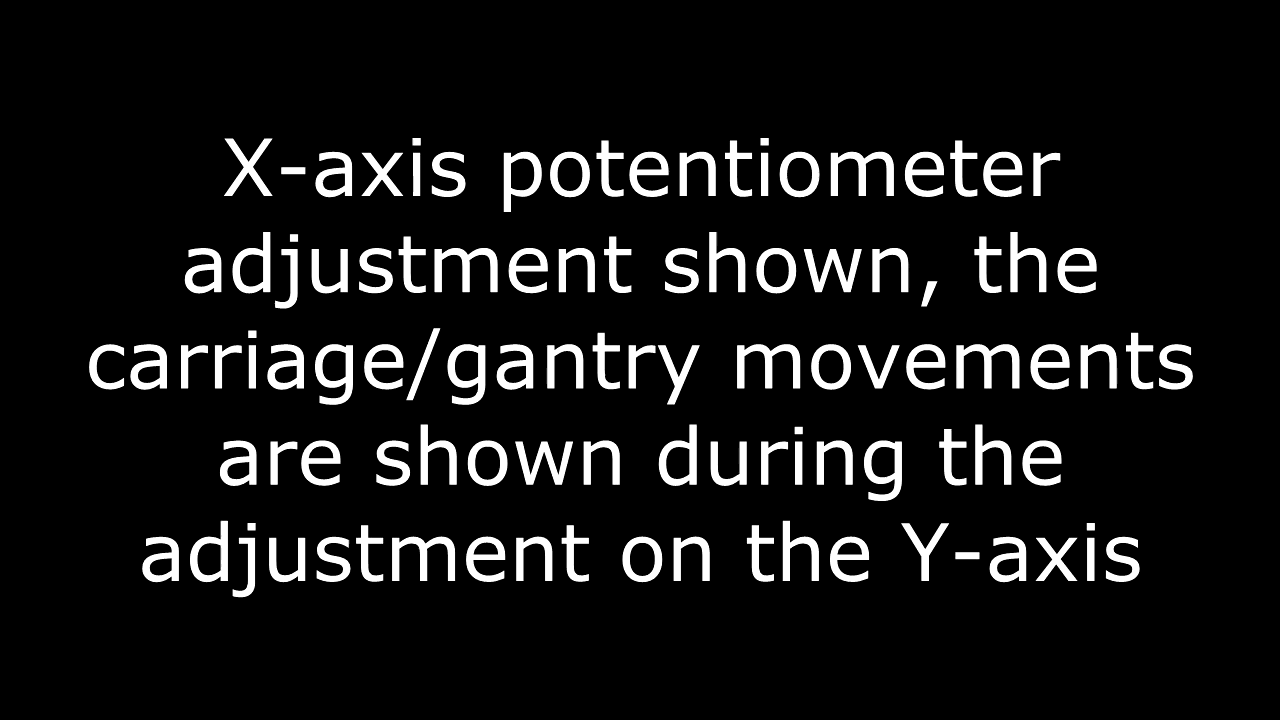 X-axis potentiometer
adjustment shown, the
carriage/gantry movements
are shown during the
adjustment on the Y-axis